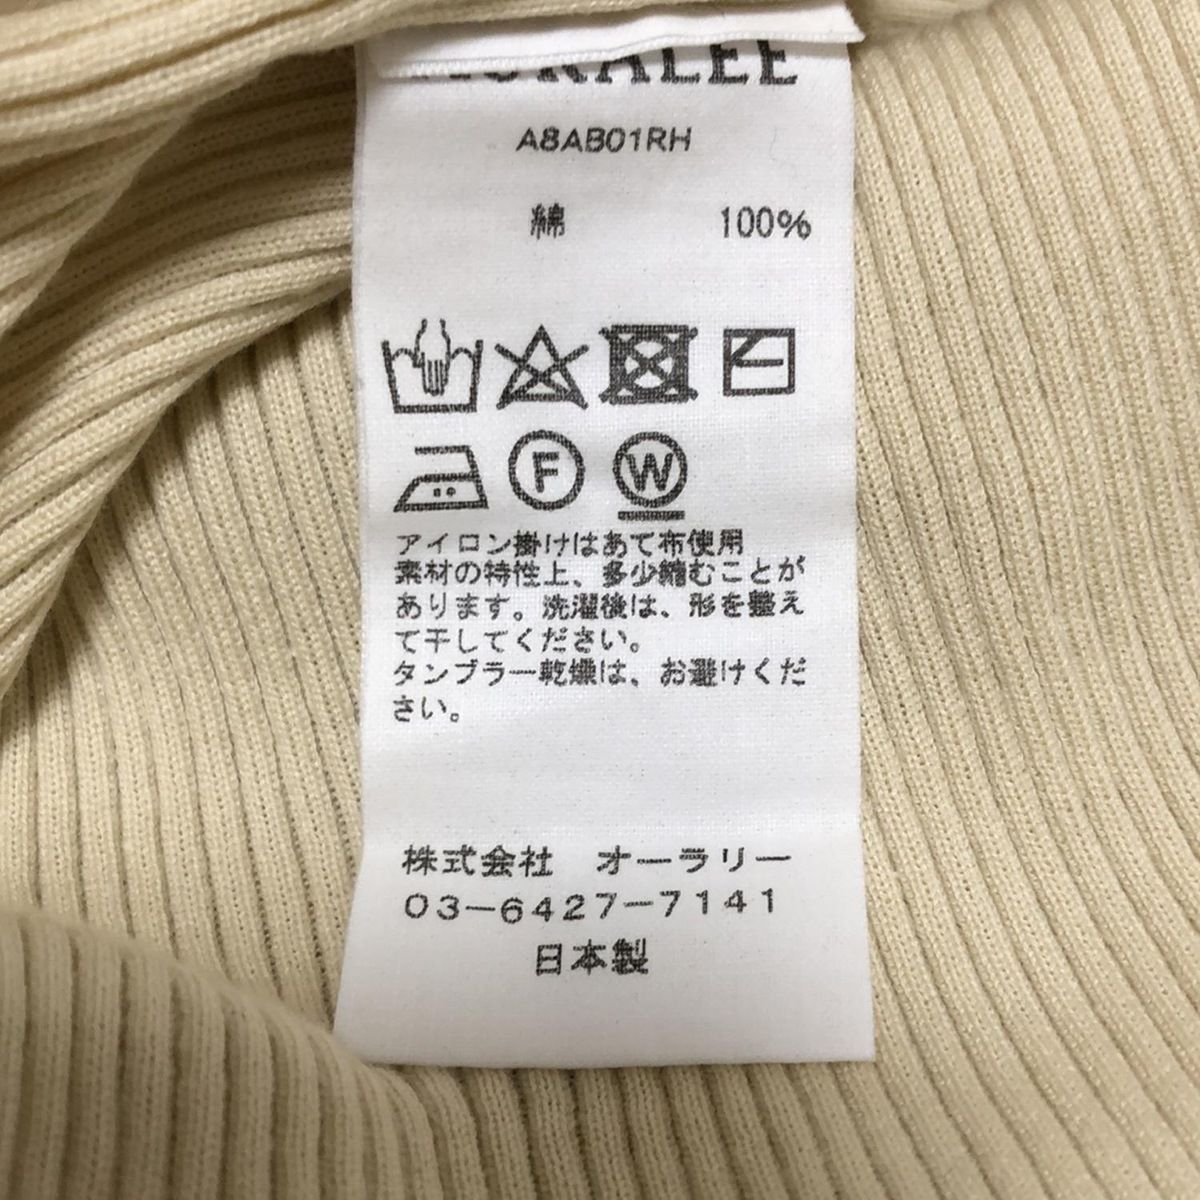 AURALEE
A8AB01RH
綿 100%
F W
アイロン掛けはあて布使用
素材の特性上、多少縮むことが
あります。洗濯後は、形を整え
て干してください。
タンブラー乾燥は、お避けくだ
さい。
株式会社 オーラリー
03-6427-7141
日本製